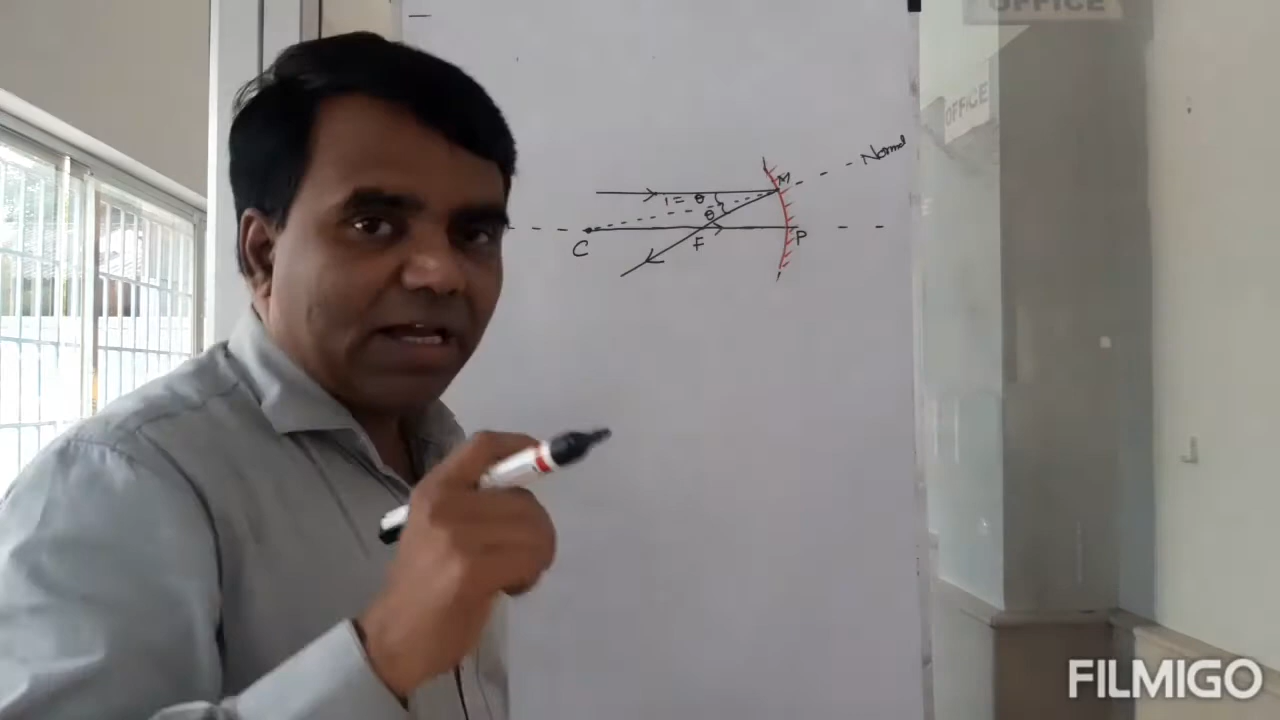 OFFICE
OFFICE
Normal
M
i = θ
θ
C
F
P
FILMIGO